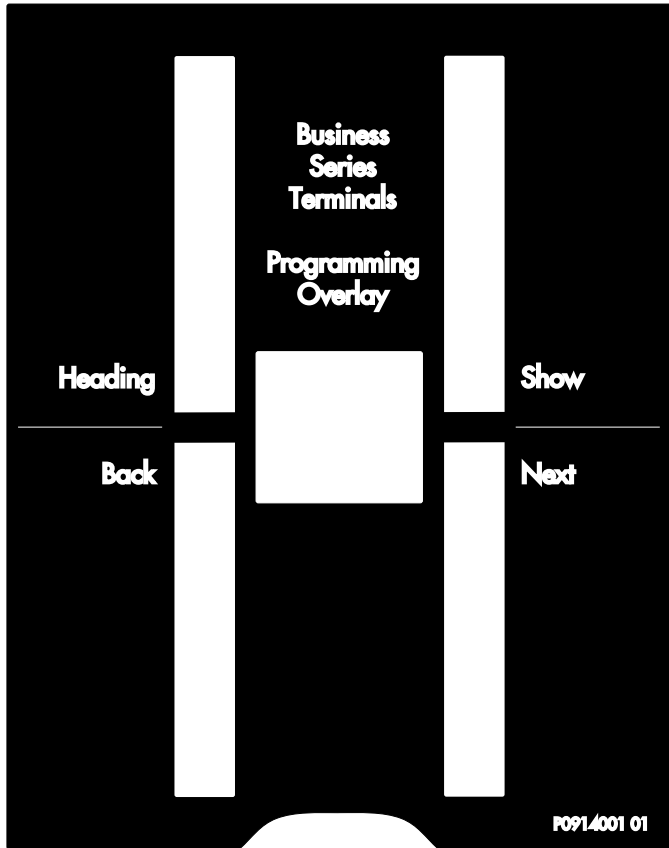 Business
Series
Terminals
Programming
Overlay
Heading
Show
Back
Next
P0914001 01